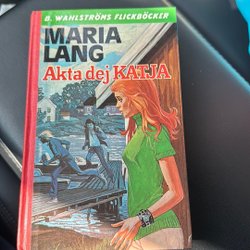 B. WAHLSTRÖMS FLICKBÖCKER
MARIA
LANG
Akta dej KATJA